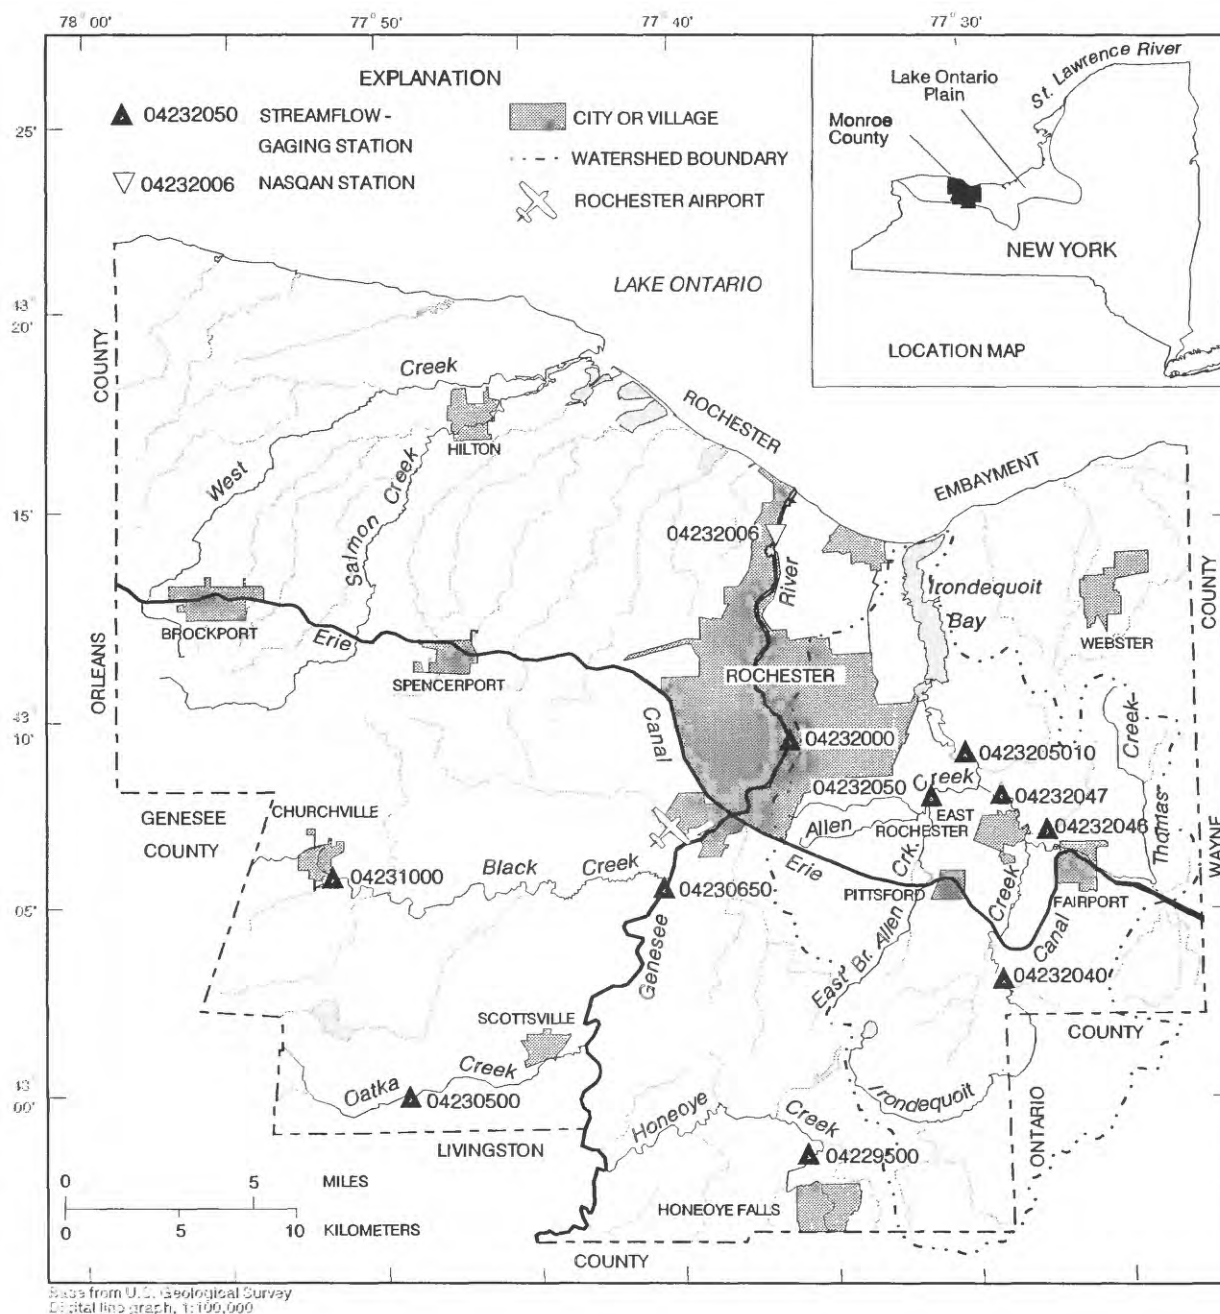 78° 00'
77° 50'
77° 40'
77° 30'
EXPLANATION
04232050 STREAMFLOW -
GAGING STATION
04232006 NASQAN STATION
CITY OR VILLAGE
WATERSHED BOUNDARY
ROCHESTER AIRPORT
St. Lawrence River
Lake Ontario
Plain
Monroe
County
NEW YORK
LOCATION MAP
25'
43°
20'
15'
43°
10'
05'
43°
00'
LAKE ONTARIO
COUNTY
ORLEANS
West
Creek
HILTON
Salmon
Creek
ROCHESTER
EMBAYMENT
04232006
River
Irondequoit
Bay
WEBSTER
COUNTY
BROCKPORT
Erie
SPENCERPORT
ROCHESTER
Canal
04232000
0423205010
Creek
04232050
Creek
EAST
ROCHESTER
04232047
04232046
Thomas
WAYNE
Allen
GENESEE
COUNTY
CHURCHVILLE
04231000
Black
Creek
04230650
Erie
Crk.
PITTSFORD
Creek
FAIRPORT
Canal
Genesee
East Br. Allen
04232040
COUNTY
SCOTTSVILLE
Oatka
Creek
04230500
Honeoye
Creek
Irondequoit
ONTARIO
LIVINGSTON
04229500
HONEOYE FALLS
COUNTY
0 5 MILES
0 5 10 KILOMETERS
Base from U.S. Geological Survey
Digital line graph, 1:100,000